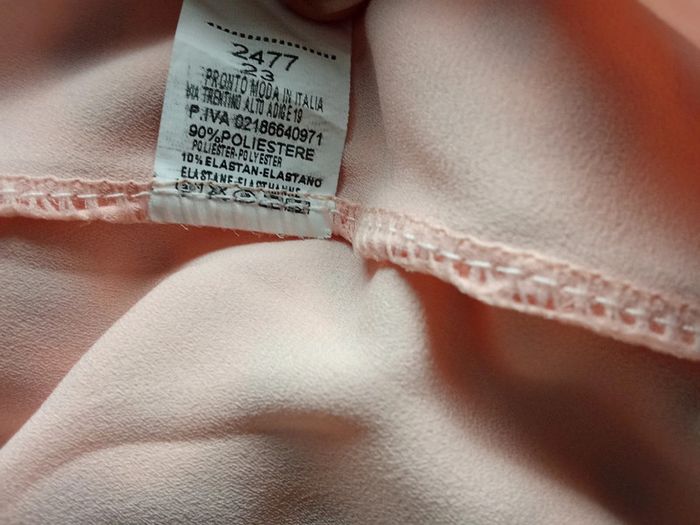 2477
23
PRONTO MODA IN ITALIA
VIA TRENTINO ALTO ADIGE 19
P.IVA 02186640971
90%POLIESTERE
POLIESTER-POLYESTER
10% ELASTAN-ELASTANO
ELASTANE-ELASTHANNE